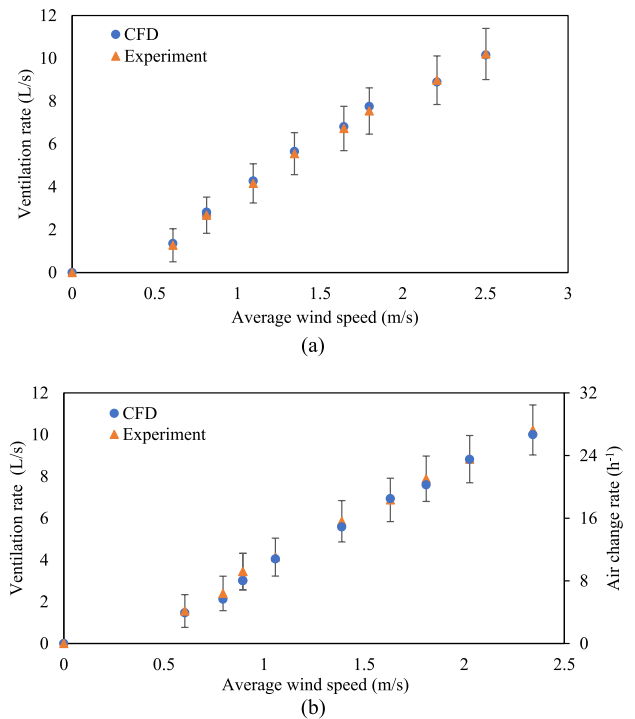 12
10
8
6
4
2
0
Ventilation rate (L/s)
CFD
Experiment
0 0.5 1 1.5 2 2.5 3
Average wind speed (m/s)
(a)
12
10
8
6
4
2
0
Ventilation rate (L/s)
CFD
Experiment
32
24
16
8
0
Air change rate (h-1)
0 0.5 1 1.5 2 2.5
Average wind speed (m/s)
(b)